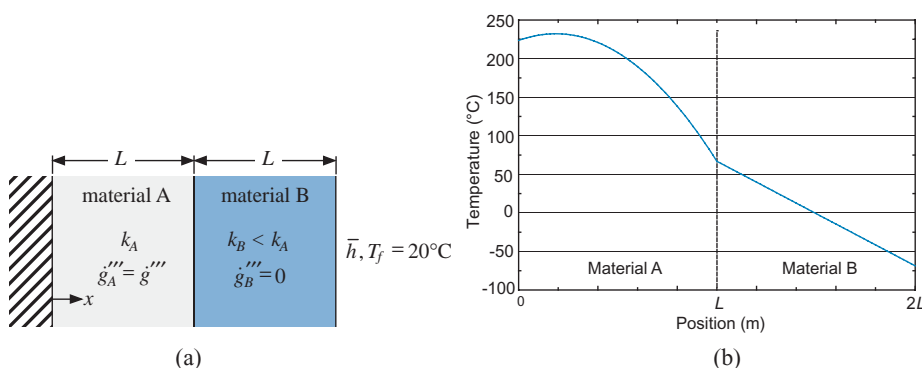 L
L
material A
material B
k_A
k_B < k_A
ġ'''_A = ġ'''
ġ'''_B = 0
h̅, T_f = 20°C
x
(a)
Temperature (°C)
250
200
150
100
50
0
-50
-100
Material A
Material B
0
L
2L
Position (m)
(b)